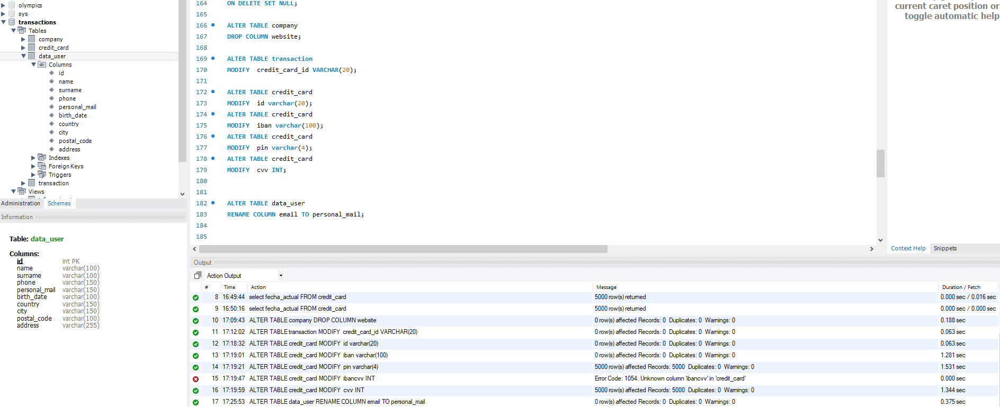 olympics
sys
transactions
Tables
company
credit_card
data_user
Columns
id
name
surname
phone
personal_mail
birth_date
country
city
postal_code
address
Indexes
Foreign Keys
Triggers
transaction
Views
Administration Schemas
Information
Table: data_user
Columns:
id int PK
name varchar(100)
surname varchar(100)
phone varchar(150)
personal_mail varchar(150)
birth_date varchar(100)
country varchar(150)
city varchar(150)
postal_code varchar(100)
address varchar(255)
164 ON DELETE SET NULL;
165
166 ALTER TABLE company
167 DROP COLUMN website;
168
169 ALTER TABLE transaction
170 MODIFY credit_card_id VARCHAR(20);
171
172 ALTER TABLE credit_card
173 MODIFY id varchar(20);
174 ALTER TABLE credit_card
175 MODIFY iban varchar(100);
176 ALTER TABLE credit_card
177 MODIFY pin varchar(4);
178 ALTER TABLE credit_card
179 MODIFY cvv INT;
180
181
182 ALTER TABLE data_user
183 RENAME COLUMN email TO personal_mail;
184
185
current caret position or
toggle automatic help
Context Help Snippets
Output
Action Output
# Time Action Message Duration / Fetch
8 16:49:44 select fecha_actual FROM credit_card 5000 row(s) returned 0.000 sec / 0.016 sec
9 16:50:16 select fecha_actual FROM credit_card 5000 row(s) returned 0.000 sec / 0.000 sec
10 17:09:43 ALTER TABLE company DROP COLUMN website 0 row(s) affected Records: 0 Duplicates: 0 Warnings: 0 0.188 sec
11 17:12:02 ALTER TABLE transaction MODIFY credit_card_id VARCHAR(20) 0 row(s) affected Records: 0 Duplicates: 0 Warnings: 0 0.063 sec
12 17:18:32 ALTER TABLE credit_card MODIFY id varchar(20) 0 row(s) affected Records: 0 Duplicates: 0 Warnings: 0 0.063 sec
13 17:19:01 ALTER TABLE credit_card MODIFY iban varchar(100) 0 row(s) affected Records: 0 Duplicates: 0 Warnings: 0 1.281 sec
14 17:19:21 ALTER TABLE credit_card MODIFY pin varchar(4) 5000 row(s) affected Records: 5000 Duplicates: 0 Warnings: 0 1.531 sec
15 17:19:47 ALTER TABLE credit_card MODIFY ibancvv INT Error Code: 1054. Unknown column 'ibancvv' in 'credit_card' 0.000 sec
16 17:19:59 ALTER TABLE credit_card MODIFY cvv INT 5000 row(s) affected Records: 5000 Duplicates: 0 Warnings: 0 1.344 sec
17 17:25:53 ALTER TABLE data_user RENAME COLUMN email TO personal_mail 0 row(s) affected Records: 0 Duplicates: 0 Warnings: 0 0.375 sec